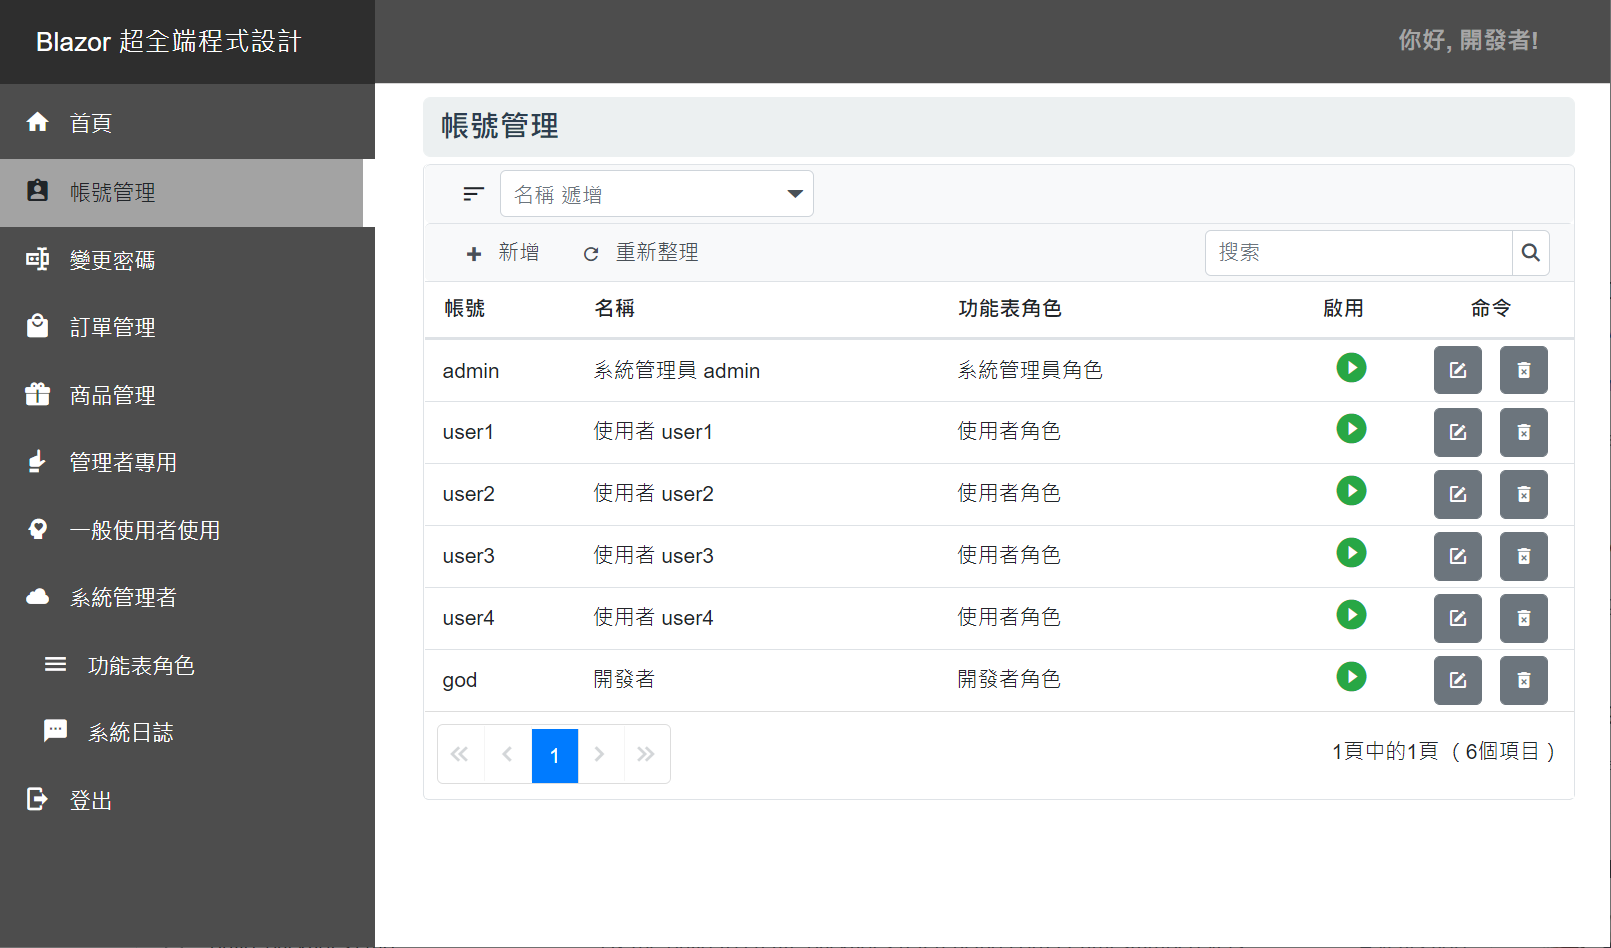 Blazor 超全端程式設計
你好, 開發者!
首頁
帳號管理
變更密碼
訂單管理
商品管理
管理者專用
一般使用者使用
系統管理者
功能表角色
系統日誌
登出
帳號管理
名稱 遞增
新增 重新整理 搜索
帳號 名稱 功能表角色 啟用 命令
admin 系統管理員 admin 系統管理員角色
user1 使用者 user1 使用者角色
user2 使用者 user2 使用者角色
user3 使用者 user3 使用者角色
user4 使用者 user4 使用者角色
god 開發者 開發者角色
1 1頁中的1頁 ( 6個項目 )